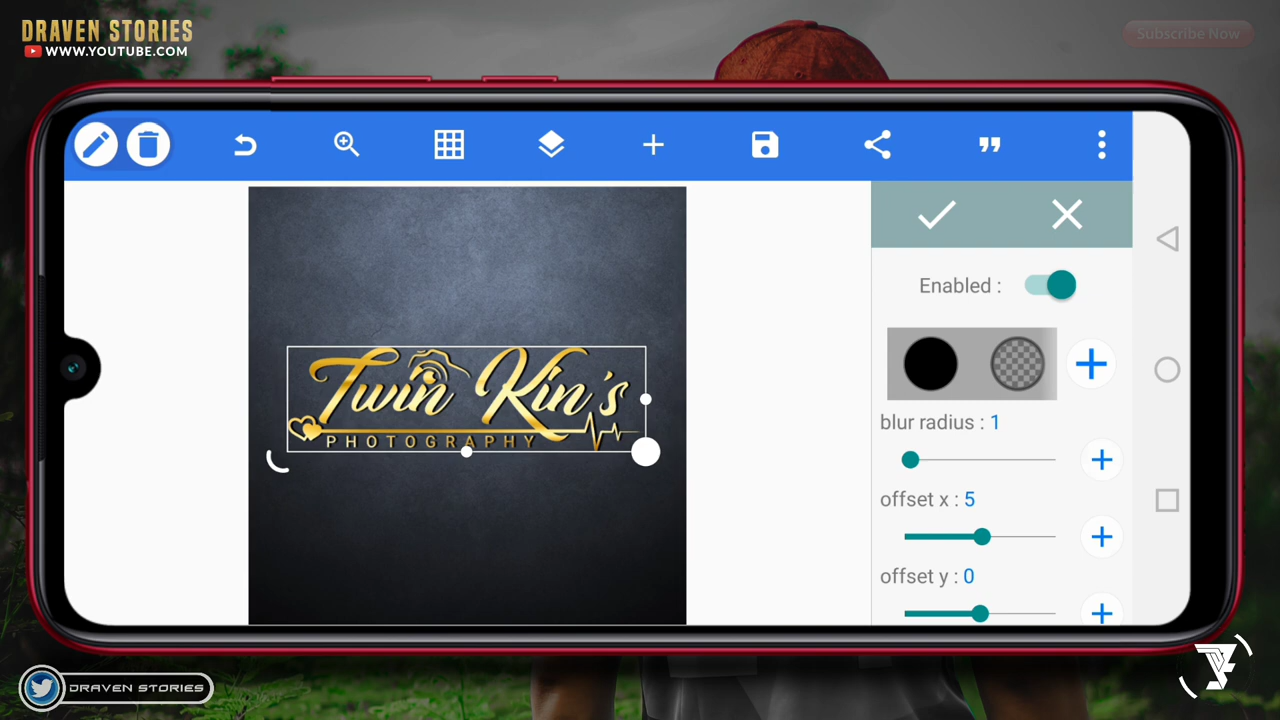 DRAVEN STORIES
WWW.YOUTUBE.COM
Subscribe Now
Enabled :
blur radius : 1
offset x : 5
offset y : 0
Twin Kin's
PHOTOGRAPHY
DRAVEN STORIES